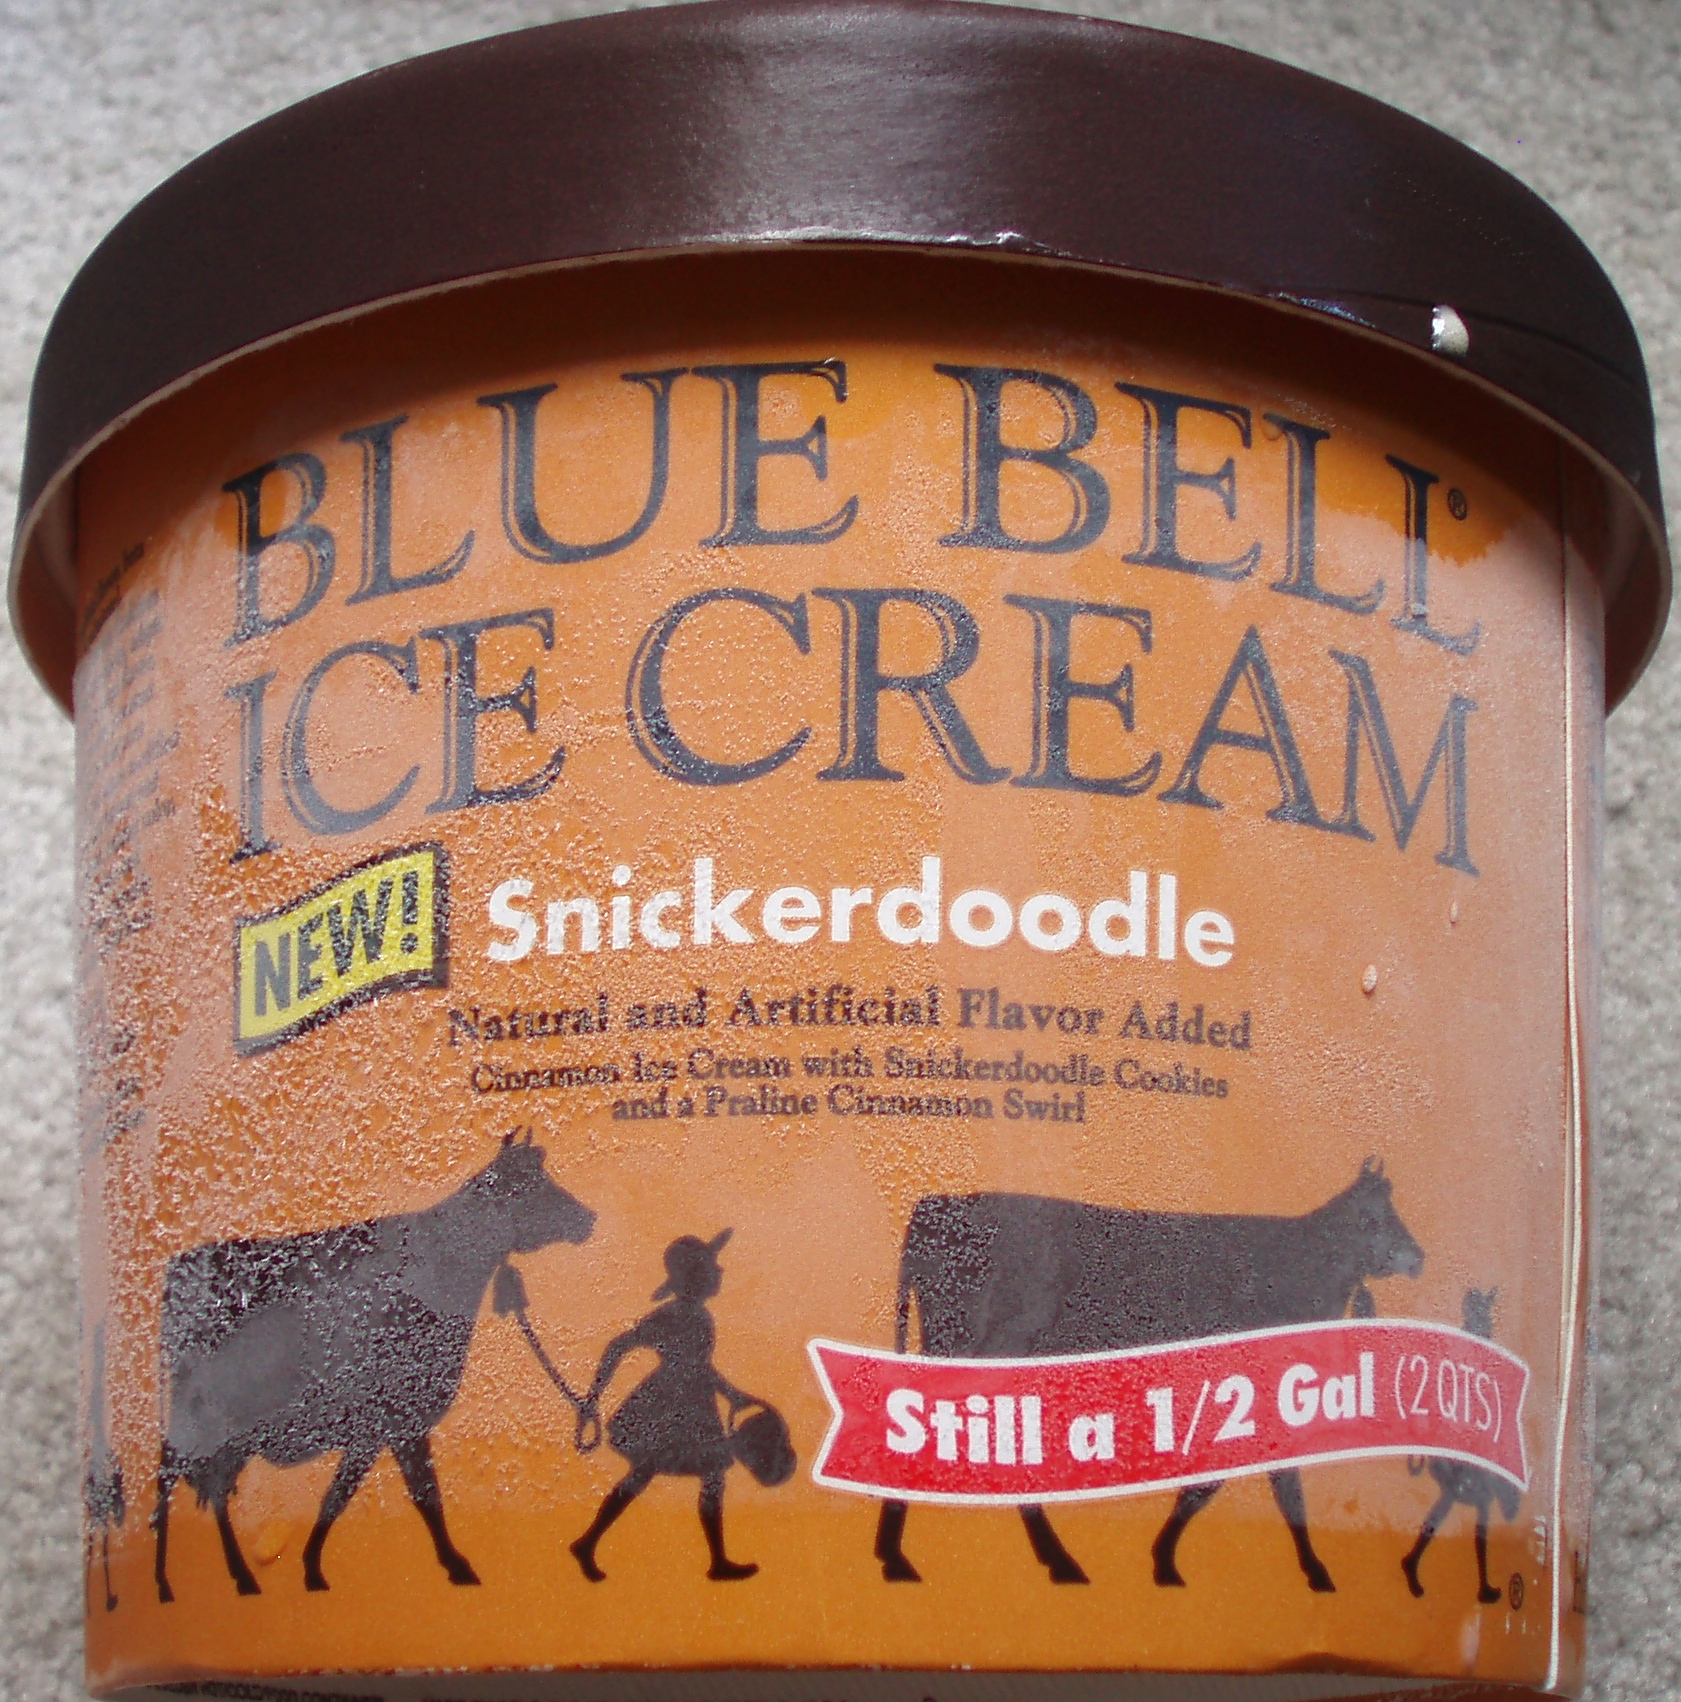 BLUE BELL®
ICE CREAM
NEW! Snickerdoodle
Natural and Artificial Flavor Added
Cinnamon Ice Cream with Snickerdoodle Cookies
and a Praline Cinnamon Swirl
Still a 1/2 Gal (2 QTS)
®